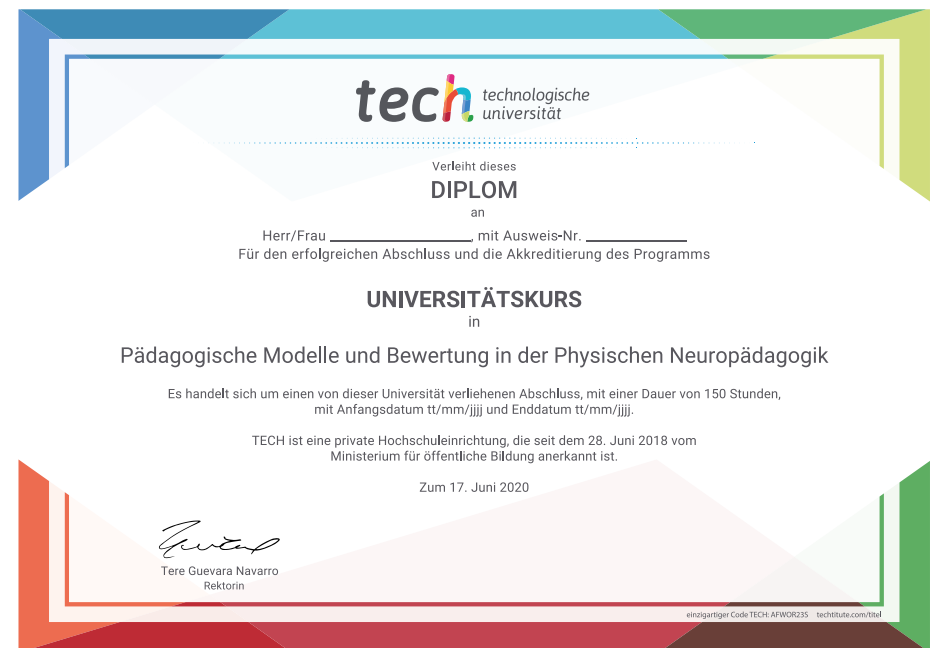 tech technologische
universität
Verleiht dieses
DIPLOM
an
Herr/Frau ____________________, mit Ausweis-Nr. ______________
Für den erfolgreichen Abschluss und die Akkreditierung des Programms
UNIVERSITÄTSKURS
in
Pädagogische Modelle und Bewertung in der Physischen Neuropädagogik
Es handelt sich um einen von dieser Universität verliehenen Abschluss, mit einer Dauer von 150 Stunden,
mit Anfangsdatum tt/mm/jjjj und Enddatum tt/mm/jjjj.
TECH ist eine private Hochschuleinrichtung, die seit dem 28. Juni 2018 vom
Ministerium für öffentliche Bildung anerkannt ist.
Zum 17. Juni 2020
Tere Guevara Navarro
Rektorin
einzigartiger Code TECH: AFWOR23S techtitute.com/titel